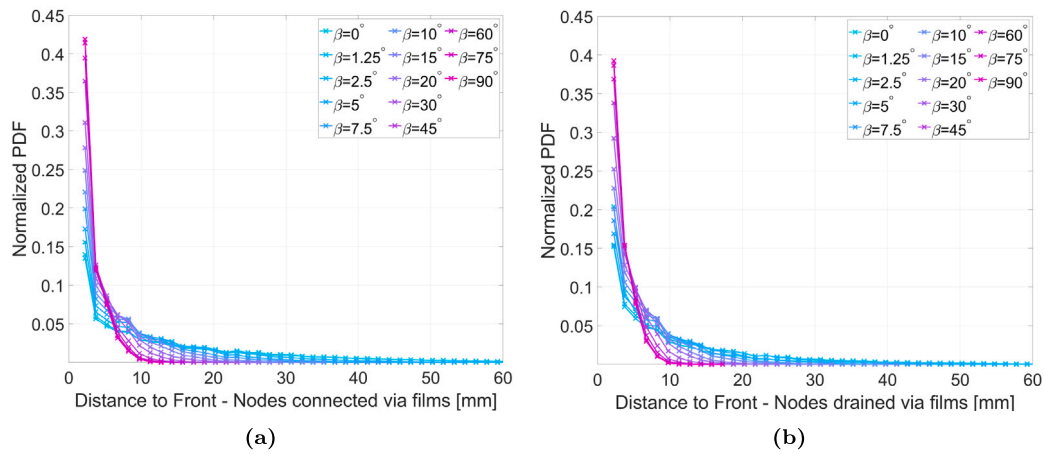 0.45
0.4
0.35
0.3
0.25
0.2
0.15
0.1
0.05
Normalized PDF
β=0° β=10° β=60°
β=1.25° β=15° β=75°
β=2.5° β=20° β=90°
β=5° β=30°
β=7.5° β=45°
0 10 20 30 40 50 60
Distance to Front - Nodes connected via films [mm]
(a)
0.45
0.4
0.35
0.3
0.25
0.2
0.15
0.1
0.05
Normalized PDF
β=0° β=10° β=60°
β=1.25° β=15° β=75°
β=2.5° β=20° β=90°
β=5° β=30°
β=7.5° β=45°
0 10 20 30 40 50 60
Distance to Front - Nodes drained via films [mm]
(b)